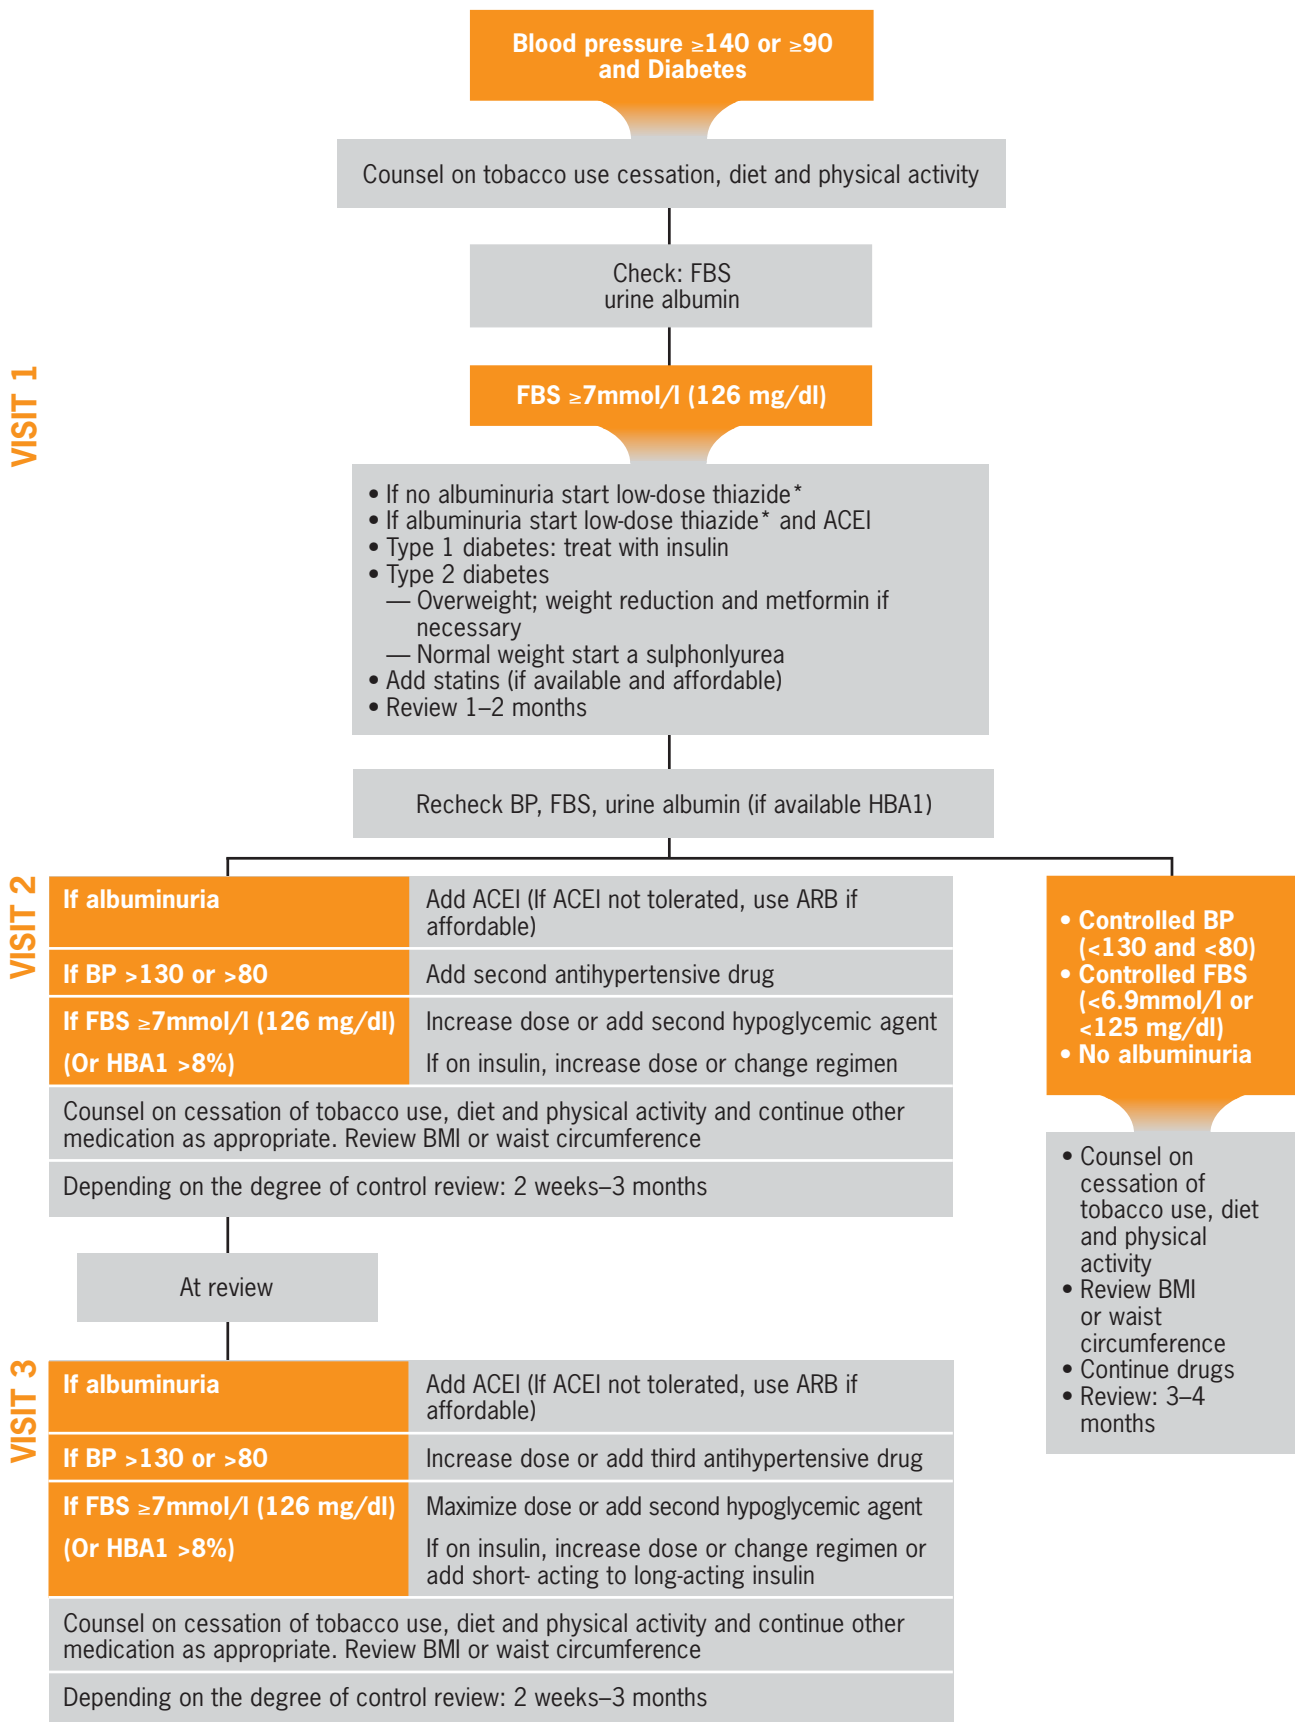 Blood pressure ≥140 or ≥90
and Diabetes
Counsel on tobacco use cessation, diet and physical activity
Check: FBS
urine albumin
VISIT 1
FBS ≥7mmol/l (126 mg/dl)
• If no albuminuria start low-dose thiazide*
• If albuminuria start low-dose thiazide* and ACEI
• Type 1 diabetes: treat with insulin
• Type 2 diabetes
— Overweight; weight reduction and metformin if
necessary
— Normal weight start a sulphonlyurea
• Add statins (if available and affordable)
• Review 1–2 months
Recheck BP, FBS, urine albumin (if available HBA1)
VISIT 2
If albuminuria
Add ACEI (If ACEI not tolerated, use ARB if
affordable)
If BP >130 or >80
Add second antihypertensive drug
If FBS ≥7mmol/l (126 mg/dl)
Increase dose or add second hypoglycemic agent
(Or HBA1 >8%)
If on insulin, increase dose or change regimen
Counsel on cessation of tobacco use, diet and physical activity and continue other
medication as appropriate. Review BMI or waist circumference
Depending on the degree of control review: 2 weeks–3 months
• Controlled BP
(<130 and <80)
• Controlled FBS
(<6.9mmol/l or
<125 mg/dl)
• No albuminuria
• Counsel on
cessation of
tobacco use, diet
and physical
activity
• Review BMI
or waist
circumference
• Continue drugs
• Review: 3–4
months
At review
VISIT 3
If albuminuria
Add ACEI (If ACEI not tolerated, use ARB if
affordable)
If BP >130 or >80
Increase dose or add third antihypertensive drug
If FBS ≥7mmol/l (126 mg/dl)
Maximize dose or add second hypoglycemic agent
(Or HBA1 >8%)
If on insulin, increase dose or change regimen or
add short- acting to long-acting insulin
Counsel on cessation of tobacco use, diet and physical activity and continue other
medication as appropriate. Review BMI or waist circumference
Depending on the degree of control review: 2 weeks–3 months